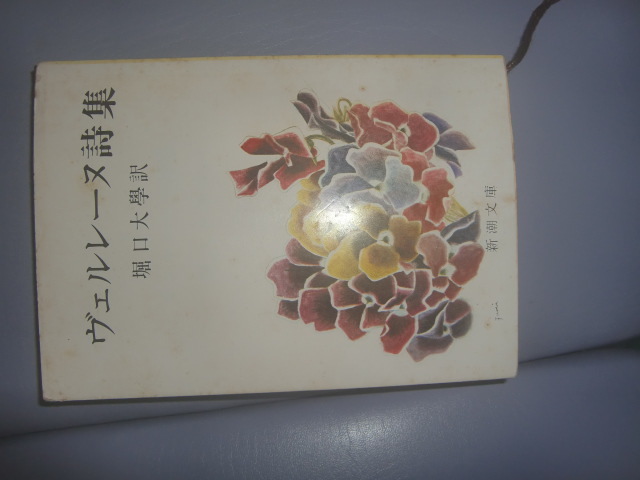 ヴェルレーヌ詩集
堀口大學訳
新潮文庫